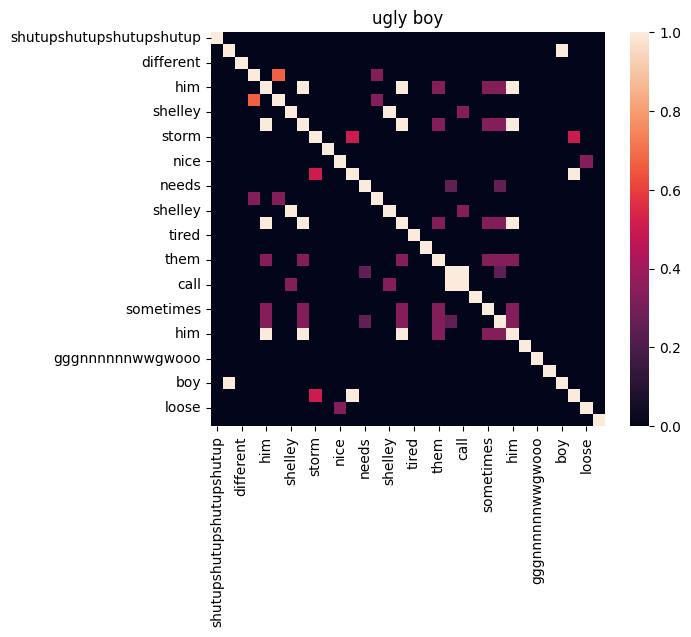 ugly boy
shutupshutupshutupshutup
different
him
shelley
storm
nice
needs
shelley
tired
them
call
sometimes
him
gggnnnnnnwwgwooo
boy
loose
1.0
0.8
0.6
0.4
0.2
0.0
shutupshutupshutupshutup
different
him
shelley
storm
nice
needs
shelley
tired
them
call
sometimes
him
gggnnnnnnwwgwooo
boy
loose